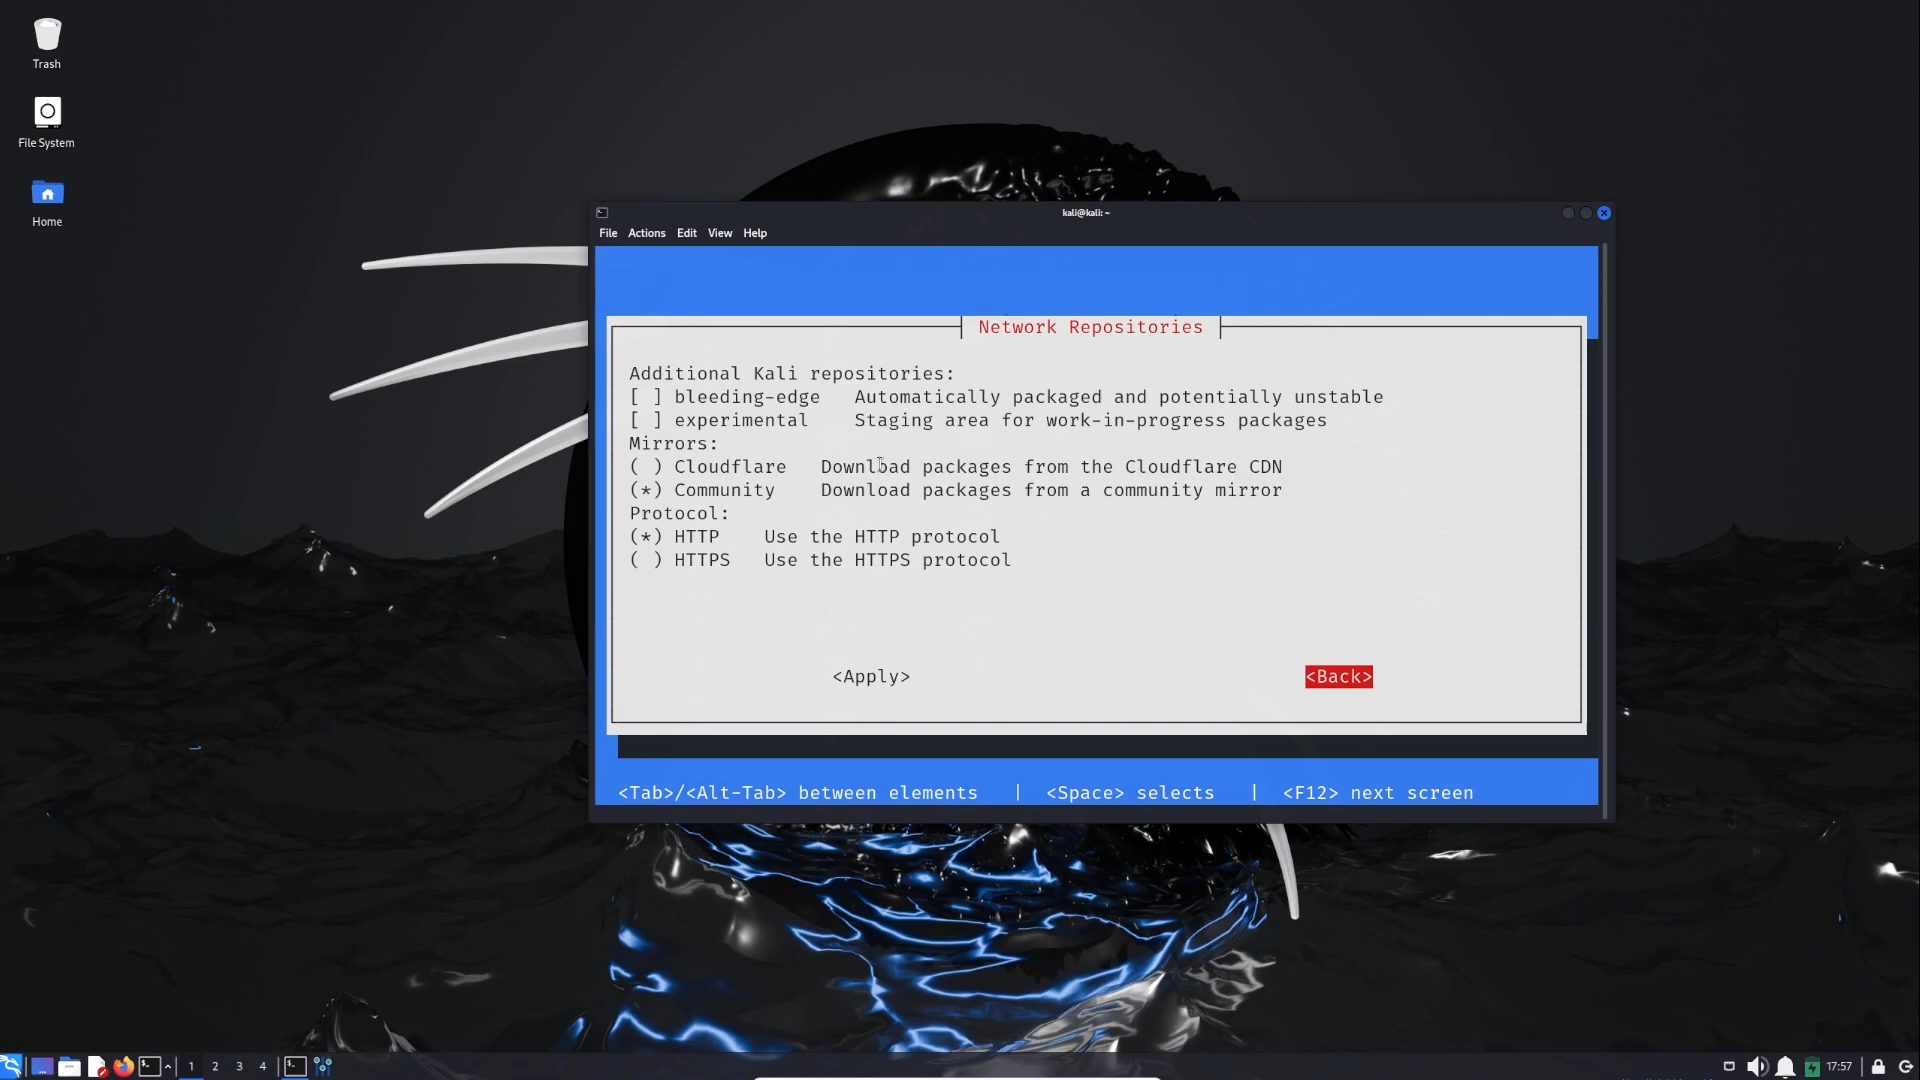 Trash
File System
Home
kali@kali: ~
File Actions Edit View Help
Network Repositories
Additional Kali repositories:
[ ] bleeding-edge Automatically packaged and potentially unstable
[ ] experimental Staging area for work-in-progress packages
Mirrors:
( ) Cloudflare Download packages from the Cloudflare CDN
(*) Community Download packages from a community mirror
Protocol:
(*) HTTP Use the HTTP protocol
( ) HTTPS Use the HTTPS protocol
<Apply> <Back>
<Tab>/<Alt-Tab> between elements | <Space> selects | <F12> next screen
1 2 3 4 17:57